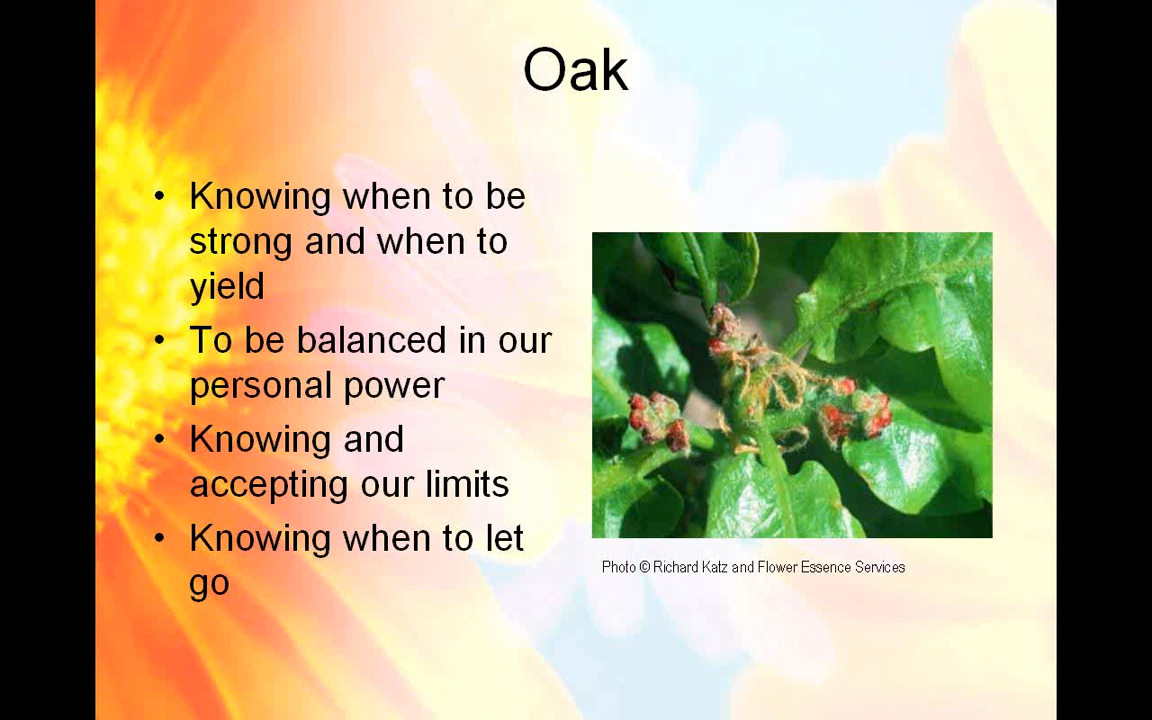 Oak
• Knowing when to be
strong and when to
yield
• To be balanced in our
personal power
• Knowing and
accepting our limits
• Knowing when to let
go
Photo © Richard Katz and Flower Essence Services